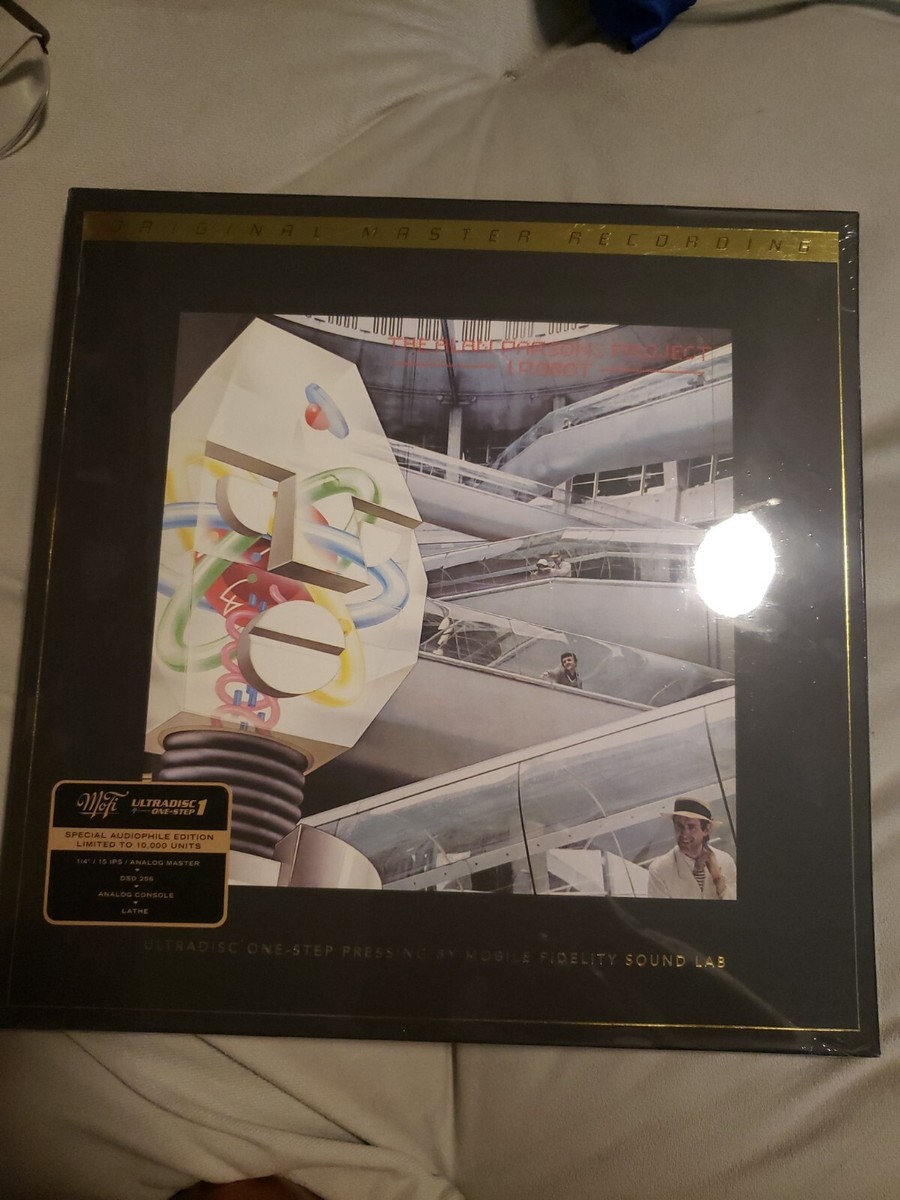 ORIGINAL MASTER RECORDING
THE ALAN PARSONS PROJECT
I ROBOT
MoFi ULTRADISC ONE-STEP 1
SPECIAL AUDIOPHILE EDITION
LIMITED TO 10,000 UNITS
1/4" / 15 IPS / ANALOG MASTER
DSD 256
ANALOG CONSOLE
LATHE
ULTRADISC ONE-STEP PRESSING BY MOBILE FIDELITY SOUND LAB